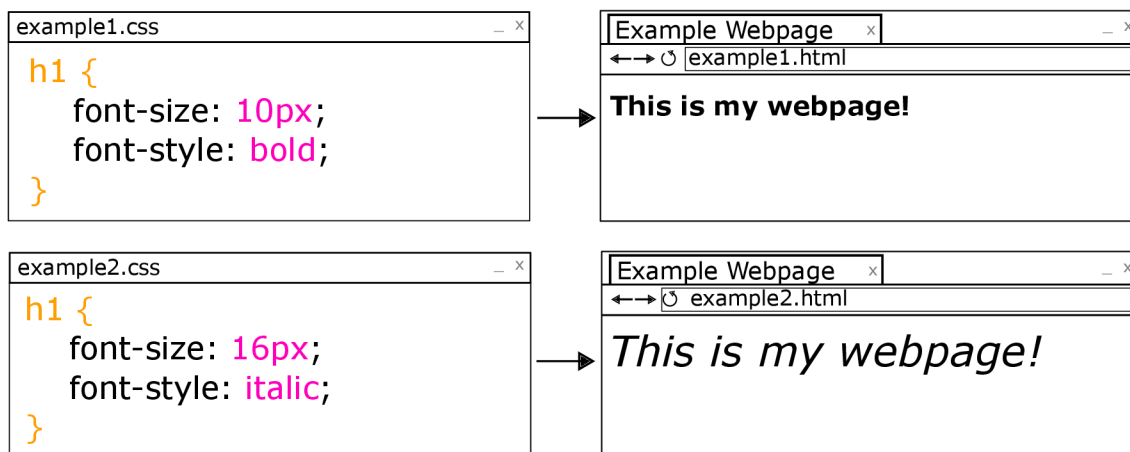 example1.css
_ x
h1 {
font-size: 10px;
font-style: bold;
}
Example Webpage x
_ x
example1.html
This is my webpage!
example2.css
_ x
h1 {
font-size: 16px;
font-style: italic;
}
Example Webpage x
_ x
example2.html
This is my webpage!